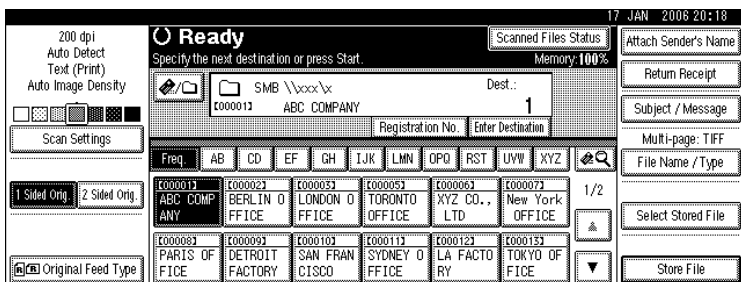 17 JAN 2006 20:18
200 dpi
Auto Detect
Text (Print)
Auto Image Density
Scan Settings
1 Sided Orig.
2 Sided Orig.
Original Feed Type
Ready
Scanned Files Status
Specify the next destination or press Start.
Memory:100%
SMB \\xxx\x
Dest.:
[00001]
ABC COMPANY
1
Registration No.
Enter Destination
Freq.
AB
CD
EF
GH
IJK
LMN
OPQ
RST
UVW
XYZ
[00001]
ABC COMP
ANY
[00002]
BERLIN O
FFICE
[00003]
LONDON O
FFICE
[00005]
TORONTO
OFFICE
[00006]
XYZ CO.,
LTD
[00007]
New York
OFFICE
1/2
[00008]
PARIS OF
FICE
[00009]
DETROIT
FACTORY
[00010]
SAN FRAN
CISCO
[00011]
SYDNEY O
FFICE
[00012]
LA FACTO
RY
[00013]
TOKYO OF
FICE
Attach Sender's Name
Return Receipt
Subject / Message
Multi-page: TIFF
File Name / Type
Select Stored File
Store File